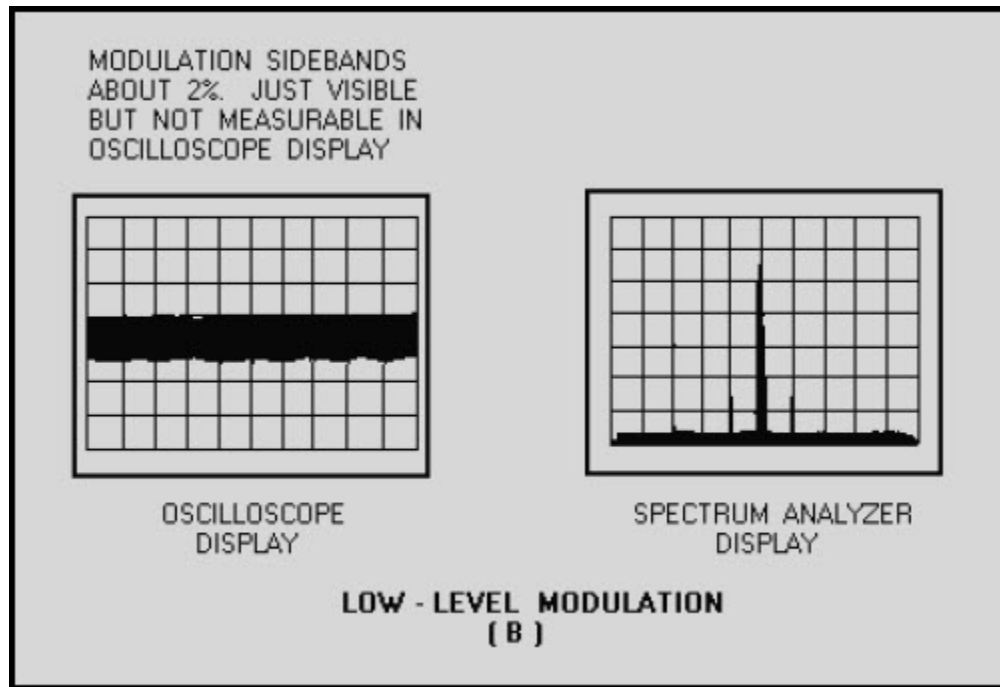 MODULATION SIDEBANDS
ABOUT 2%. JUST VISIBLE
BUT NOT MEASURABLE IN
OSCILLOSCOPE DISPLAY
OSCILLOSCOPE
DISPLAY
SPECTRUM ANALYZER
DISPLAY
LOW - LEVEL MODULATION
( B )